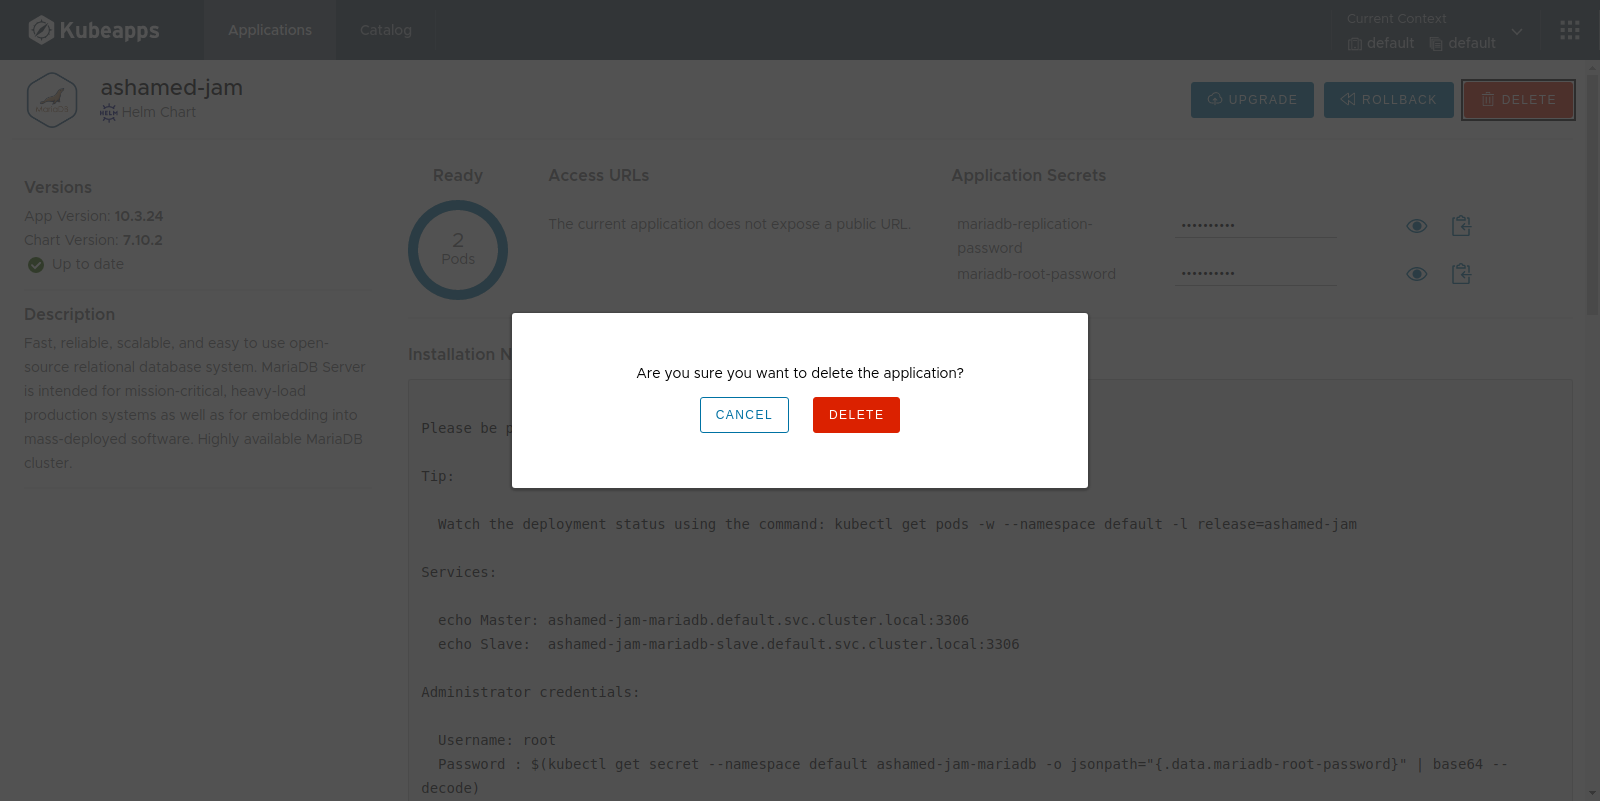 Kubeapps
Applications
Catalog
Current Context
default default
ashamed-jam
HELM Helm Chart
MariaDB
UPGRADE
ROLLBACK
DELETE
Versions
App Version: 10.3.24
Chart Version: 7.10.2
Up to date
Description
Fast, reliable, scalable, and easy to use open-
source relational database system. MariaDB Server
is intended for mission-critical, heavy-load
production systems as well as for embedding into
mass-deployed software. Highly available MariaDB
cluster.
Ready
2
Pods
Access URLs
The current application does not expose a public URL.
Application Secrets
mariadb-replication-
password
••••••••••
mariadb-root-password
••••••••••
Are you sure you want to delete the application?
CANCEL
DELETE
Installation N
Please be p
Tip:
Watch the deployment status using the command: kubectl get pods -w --namespace default -l release=ashamed-jam
Services:
echo Master: ashamed-jam-mariadb.default.svc.cluster.local:3306
echo Slave:  ashamed-jam-mariadb-slave.default.svc.cluster.local:3306
Administrator credentials:
Username: root
Password : $(kubectl get secret --namespace default ashamed-jam-mariadb -o jsonpath="{.data.mariadb-root-password}" | base64 --
decode)